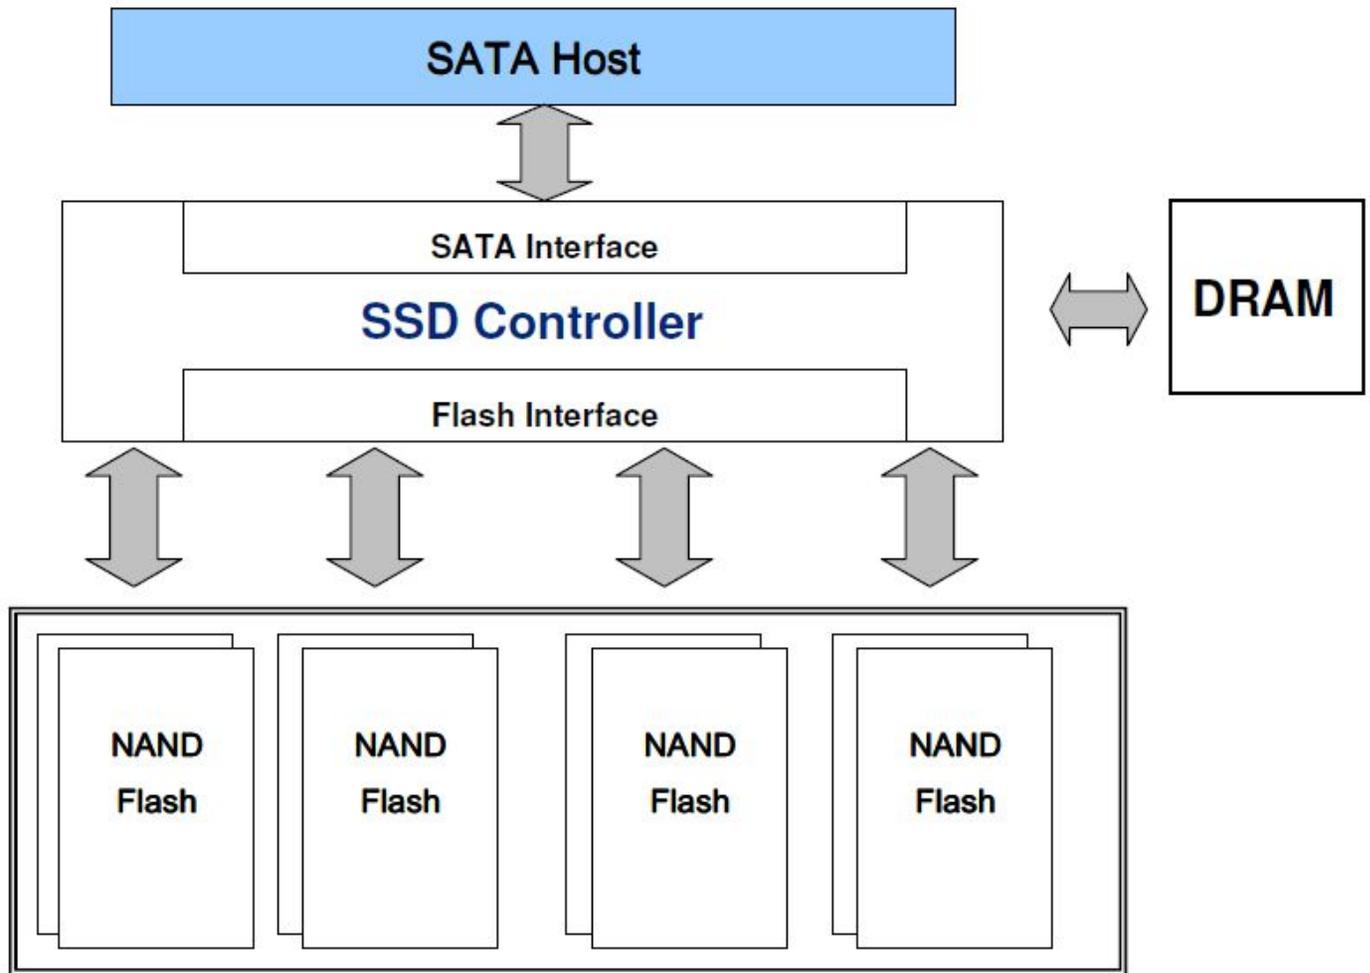 SATA Host
SATA Interface
SSD Controller
DRAM
Flash Interface
NAND
Flash
NAND
Flash
NAND
Flash
NAND
Flash